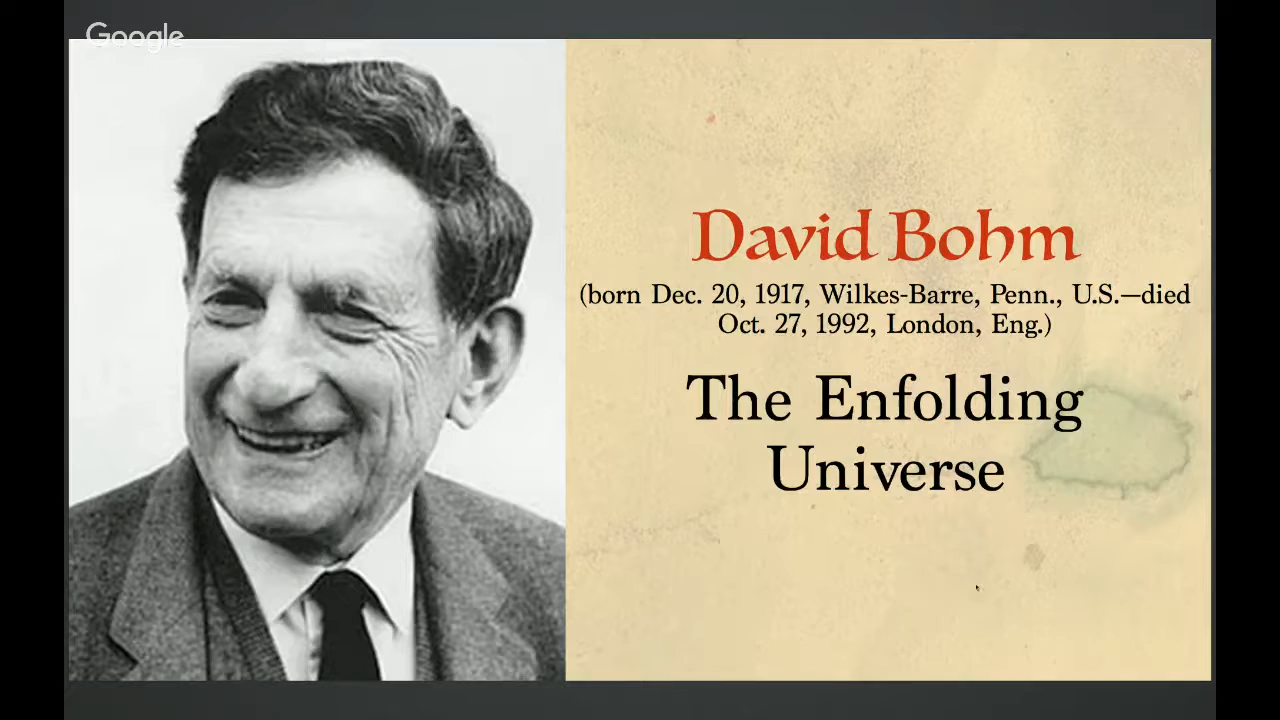 Google
David Bohm
(born Dec. 20, 1917, Wilkes-Barre, Penn., U.S.—died
Oct. 27, 1992, London, Eng.)
The Enfolding
Universe